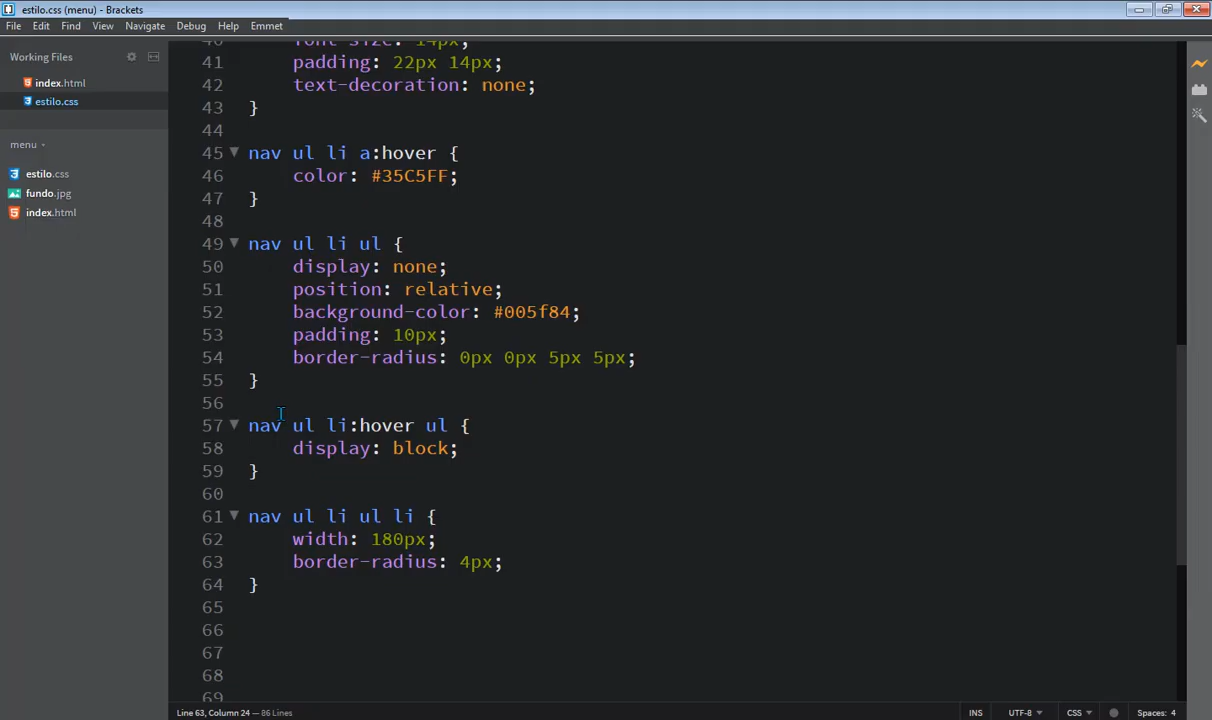 estilo.css (menu) - Brackets
File Edit Find View Navigate Debug Help Emmet
Working Files
index.html
estilo.css
menu
estilo.css
fundo.jpg
index.html
40 font-size: 14px;
41 padding: 22px 14px;
42 text-decoration: none;
43 }
44
45 nav ul li a:hover {
46 color: #35C5FF;
47 }
48
49 nav ul li ul {
50 display: none;
51 position: relative;
52 background-color: #005f84;
53 padding: 10px;
54 border-radius: 0px 0px 5px 5px;
55 }
56
57 nav ul li:hover ul {
58 display: block;
59 }
60
61 nav ul li ul li {
62 width: 180px;
63 border-radius: 4px;
64 }
65
66
67
68
69
Line 63, Column 24 — 86 Lines
INS UTF-8 CSS Spaces: 4